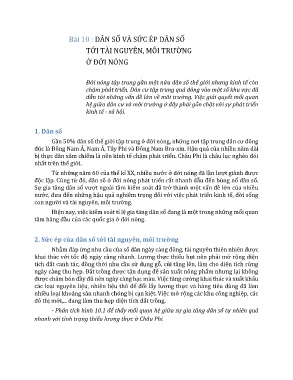 Bài 10 : DÂN SỐ VÀ SỨC ÉP DÂN SỐ
TỚI TÀI NGUYÊN, MÔI TRƯỜNG
Ở ĐỚI NÓNG
Đới nóng tập trung gần một nửa dân số thế giới nhưng kinh tế còn
chậm phát triển. Dân cư tập trung quá đông vào một số khu vực đã
dẫn tới những vấn đề lớn về môi trường. Việc giải quyết mối quan
hệ giữa dân cư và môi trường ở đây phải gắn chặt với sự phát triển
kinh tế - xã hội.
1. Dân số
Gần 50% dân số thế giới tập trung ở đới nóng, những nơi tập trung dân cư đông
đúc là Đông Nam Á, Nam Á, Tây Phi và Đông Nam Bra-xin. Hậu quả của nhiều năm dài
bị thực dân xâm chiếm là nền kinh tế chậm phát triển. Châu Phi là châu lục nghèo đói
nhất trên thế giới.
Từ những năm 60 của thế kỉ XX, nhiều nước ở đới nóng đã lần lượt giành được
độc lập. Cũng từ đó, dân số ở đới nóng phát triển rất nhanh dẫn đến bùng nổ dân số.
Sự gia tăng dân số vượt ngoài tầm kiểm soát đã trở thành một vấn đề lớn của nhiều
nước, đưa đến những hậu quả nghiêm trọng đối với việc phát triển kinh tế, đời sống
con người và tài nguyên, môi trường.
Hiện nay, việc kiểm soát tỉ lệ gia tăng dân số đang là một trong những mối quan
tâm hàng đầu của các quốc gia ở đới nóng.
2. Sức ép của dân số tới tài nguyên, môi trường
Nhằm đáp ứng nhu cầu của số dân ngày càng đông, tài nguyên thiên nhiên được
khai thác với tốc độ ngày càng nhanh. Lương thực thiếu hụt nên phải mở rộng diện
tích đất canh tác, đồng thời nhu cầu sử dụng gỗ, củi tăng lên, làm cho diện tích rừng
ngày càng thu hẹp. Đất trồng được tận dụng để sản xuất nông phẩm nhưng lại không
được chăm bón đầy đủ nên ngày càng bạc màu. Việc tăng cường khai thác và xuất khẩu
các loại nguyên liệu, nhiên liệu thô để đổi lấy lương thực và hàng tiêu dùng đã làm
nhiều loại khoáng sản nhanh chóng bị cạn kiệt. Việc mở rộng các khu công nghiệp, các
đô thị mới,... đang làm thu hẹp diện tích đất trồng.
- Phân tích hình 10.1 để thấy mối quan hệ giữa sự gia tăng dân số tự nhiên quá
nhanh với tình trạng thiếu lương thực ở Châu Phi.